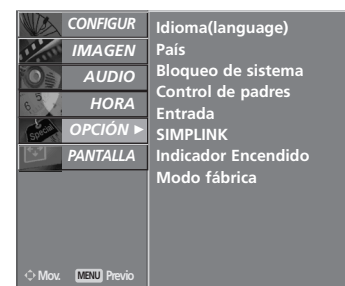 CONFIGUR
IMAGEN
AUDIO
HORA
OPCIÓN ►
PANTALLA
Mov. MENU Previo
Idioma(language)
País
Bloqueo de sistema
Control de padres
Entrada
SIMPLINK
Indicador Encendido
Modo fábrica